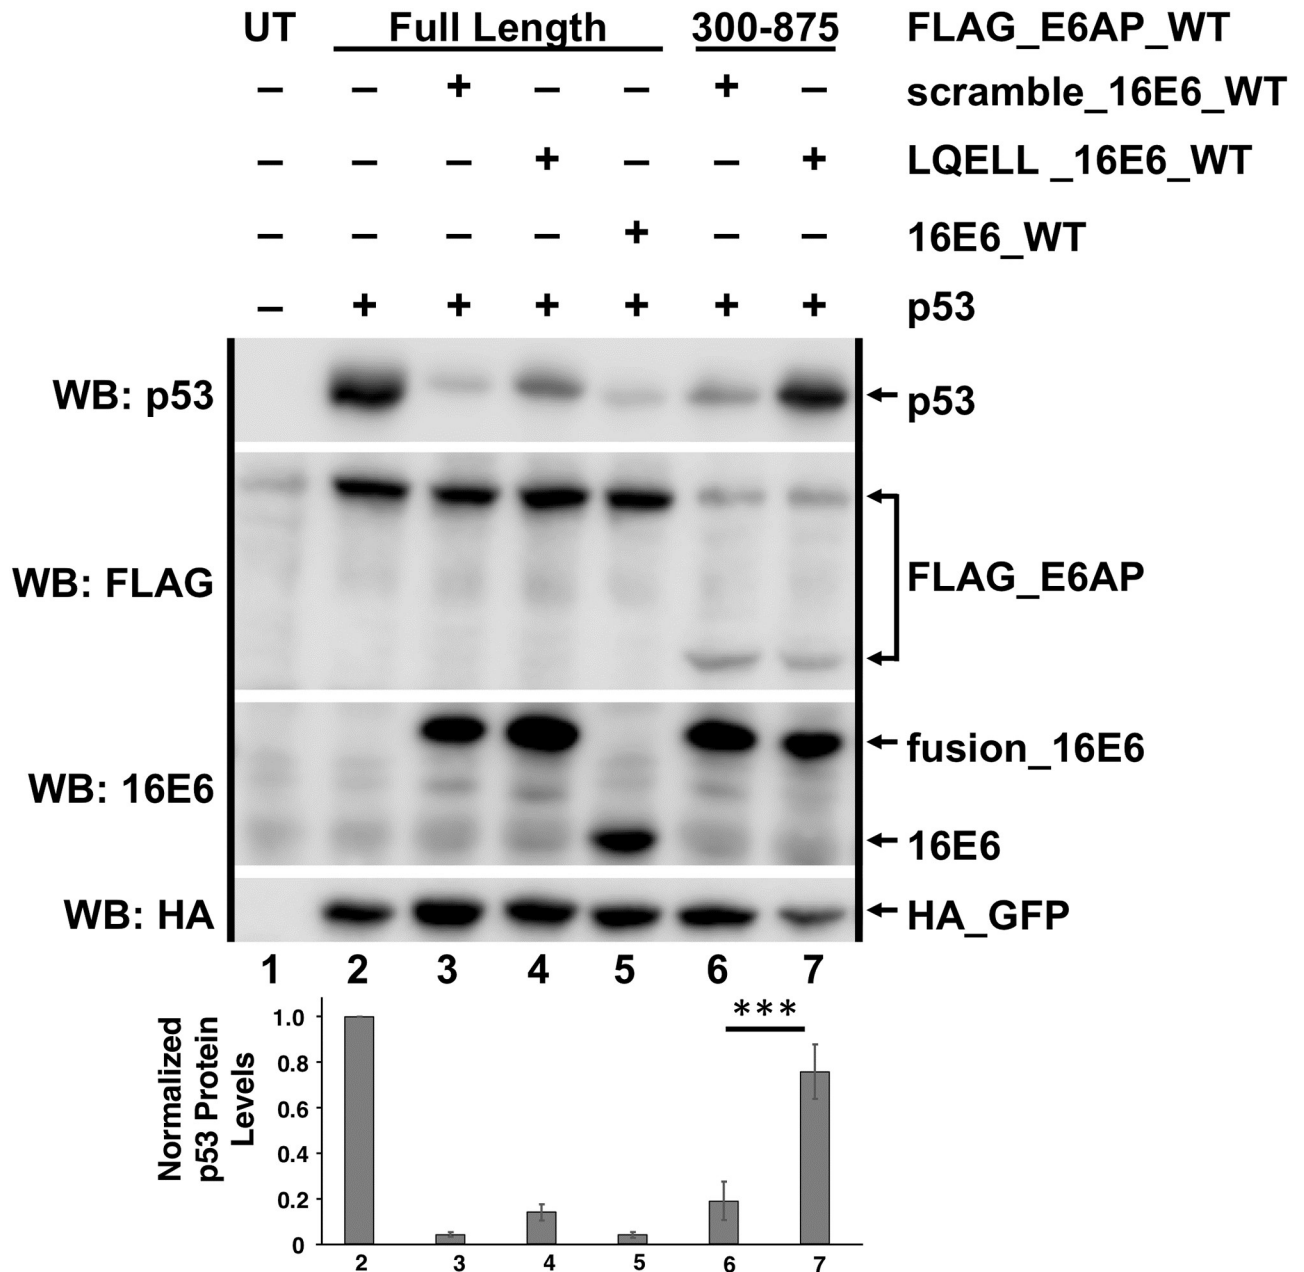 UT Full Length 300-875 FLAG_E6AP_WT
– – + – – + – scramble_16E6_WT
– – – + – – + LQELL _16E6_WT
– – – – + – – 16E6_WT
– + + + + + + p53
WB: p53 p53
WB: FLAG FLAG_E6AP
WB: 16E6 fusion_16E6
16E6
WB: HA HA_GFP
1 2 3 4 5 6 7
Normalized
p53 Protein
Levels
***
1.0
0.8
0.6
0.4
0.2
0
2 3 4 5 6 7